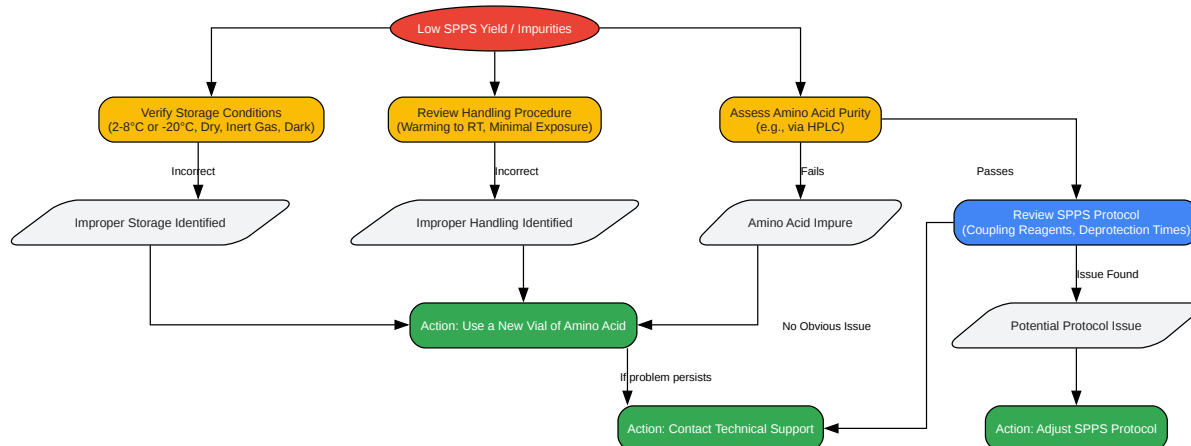 Low SPPS Yield / Impurities
Verify Storage Conditions
(2-8°C or -20°C, Dry, Inert Gas, Dark)
Review Handling Procedure
(Warming to RT, Minimal Exposure)
Assess Amino Acid Purity
(e.g., via HPLC)
Incorrect
Incorrect
Fails
Passes
Improper Storage Identified
Improper Handling Identified
Amino Acid Impure
Review SPPS Protocol
(Coupling Reagents, Deprotection Times)
Issue Found
Action: Use a New Vial of Amino Acid
No Obvious Issue
Potential Protocol Issue
If problem persists
Action: Contact Technical Support
Action: Adjust SPPS Protocol